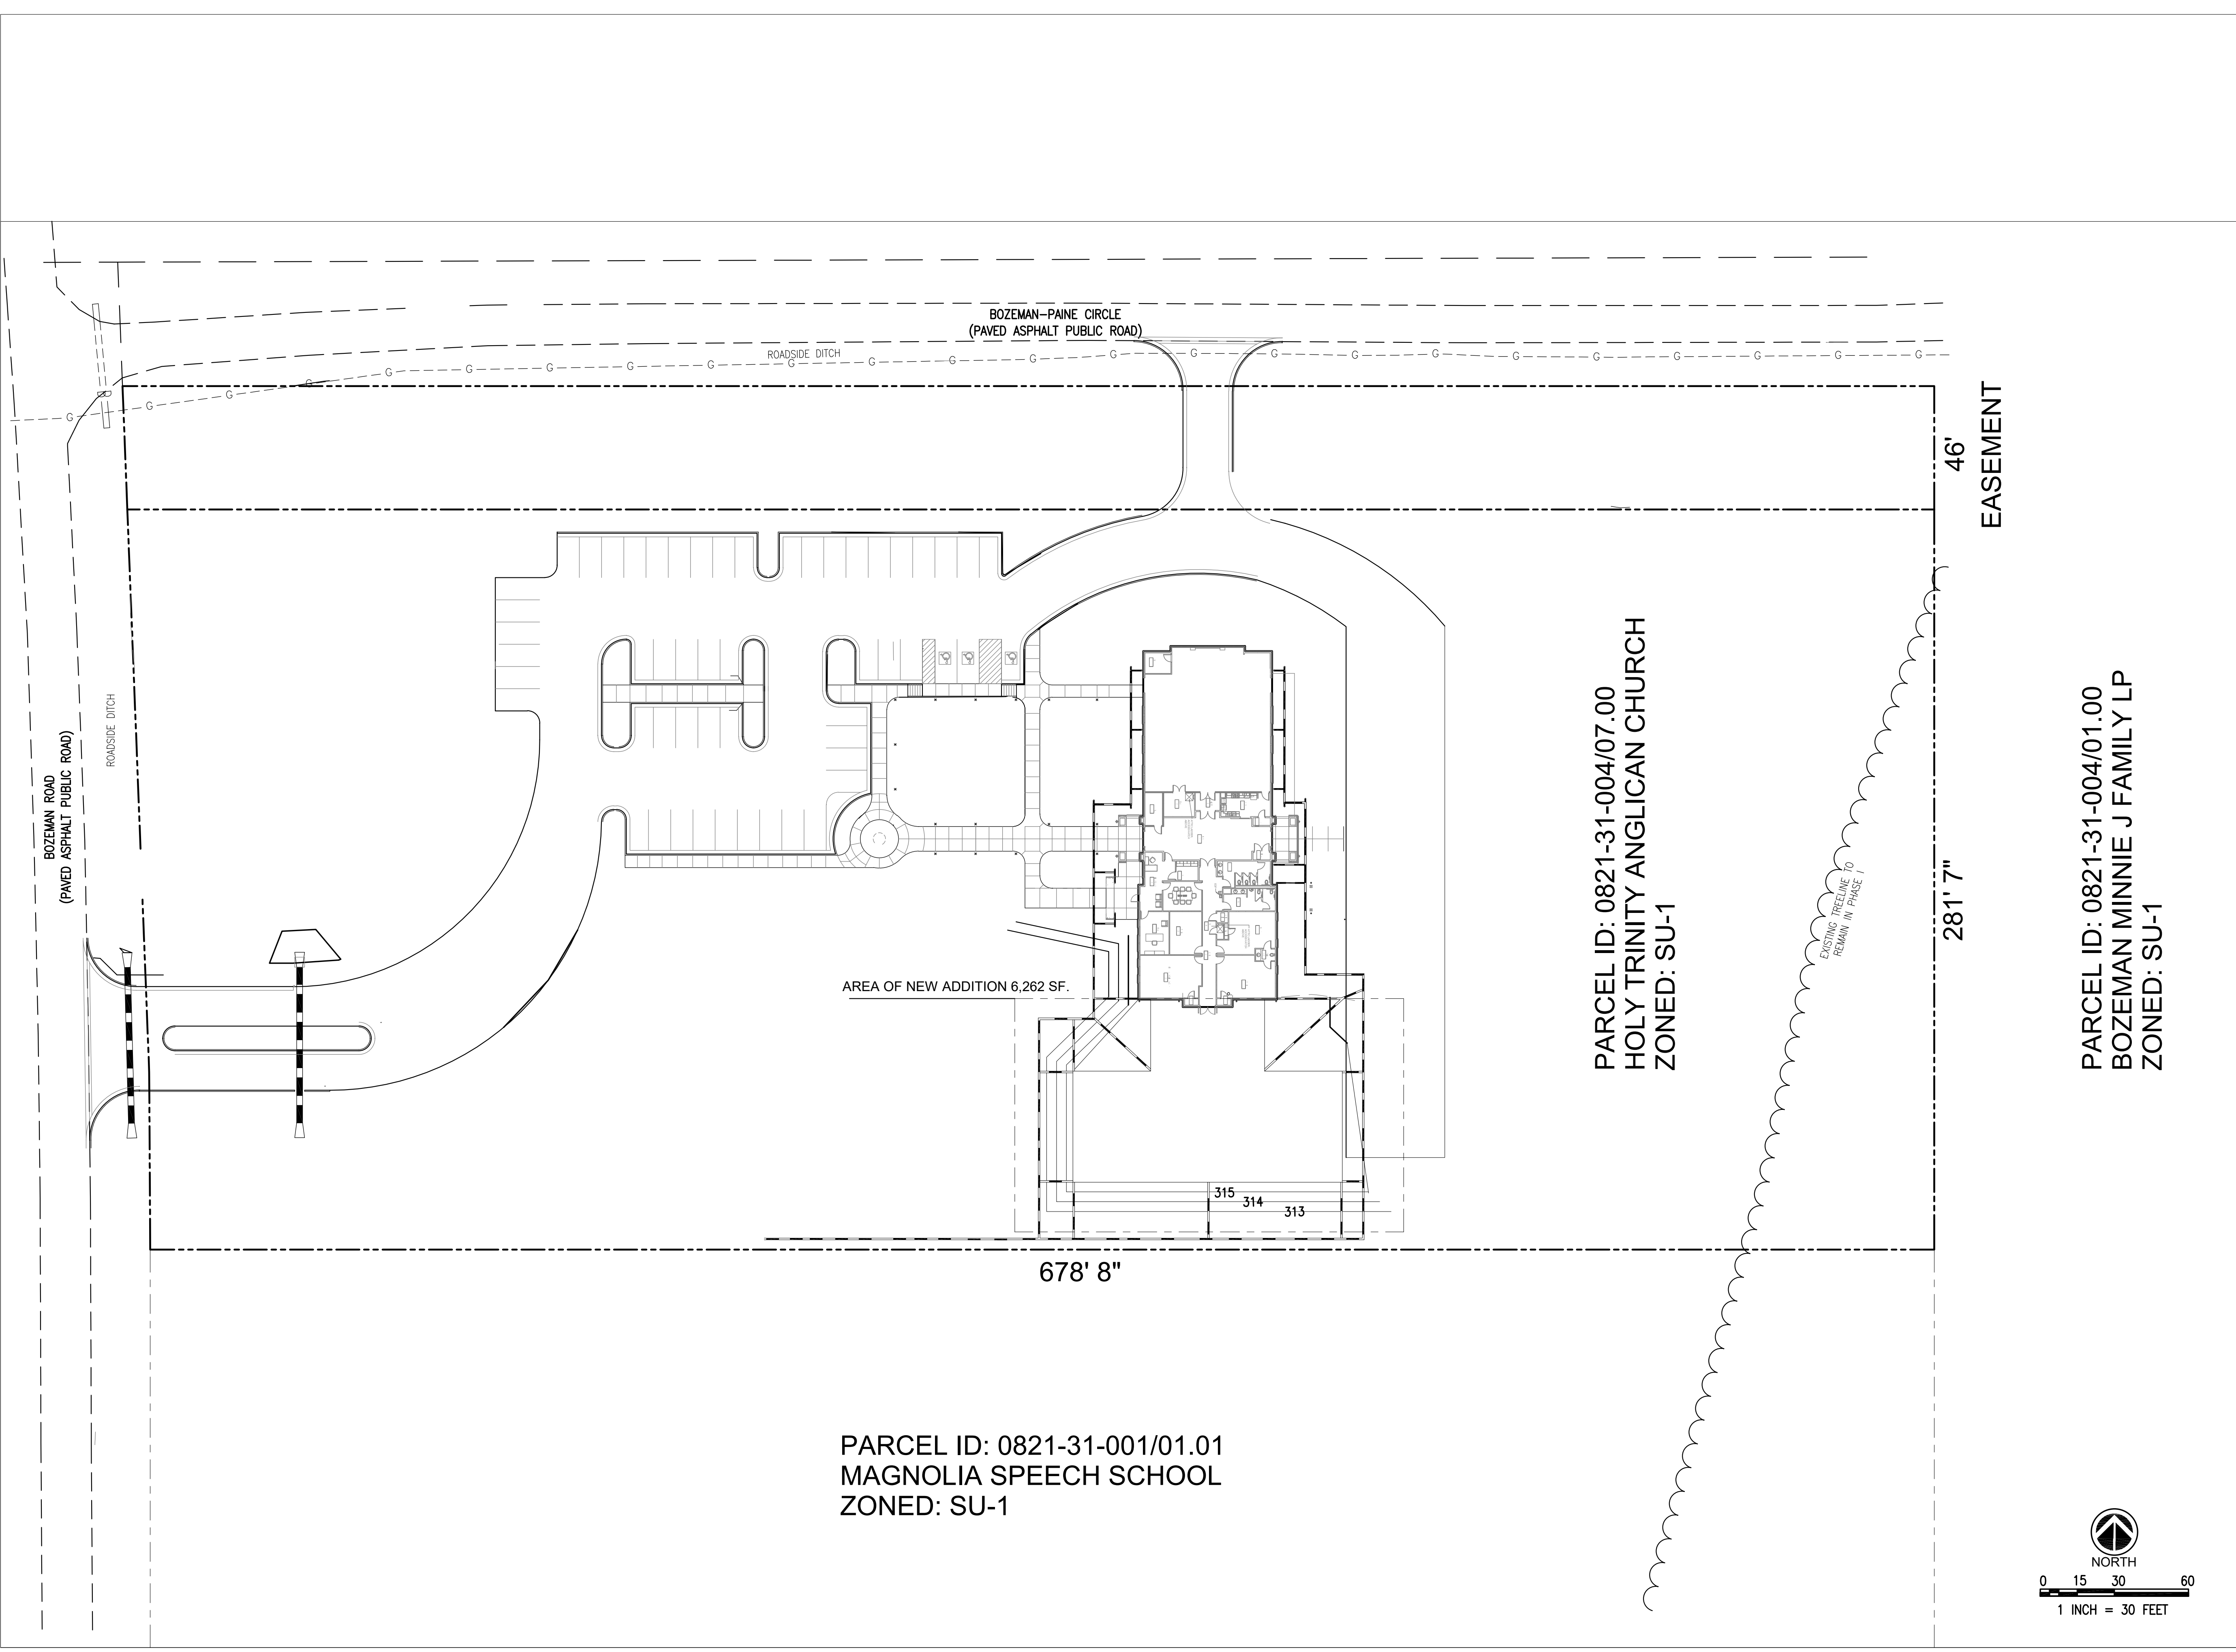 BOZEMAN-PAINE CIRCLE
(PAVED ASPHALT PUBLIC ROAD)
ROADSIDE DITCH
G G G G G G G G G G G G G G G G G G G G G G G G
46'
EASEMENT
BOZEMAN ROAD
(PAVED ASPHALT PUBLIC ROAD)
ROADSIDE DITCH
PARCEL ID: 0821-31-004/07.00
HOLY TRINITY ANGLICAN CHURCH
ZONED: SU-1
EXISTING TREELINE TO
REMAIN IN PHASE I
281' 7"
PARCEL ID: 0821-31-004/01.00
BOZEMAN MINNIE J FAMILY LP
ZONED: SU-1
AREA OF NEW ADDITION 6,262 SF.
315
314
313
678' 8"
PARCEL ID: 0821-31-001/01.01
MAGNOLIA SPEECH SCHOOL
ZONED: SU-1
NORTH
0 15 30 60
1 INCH = 30 FEET